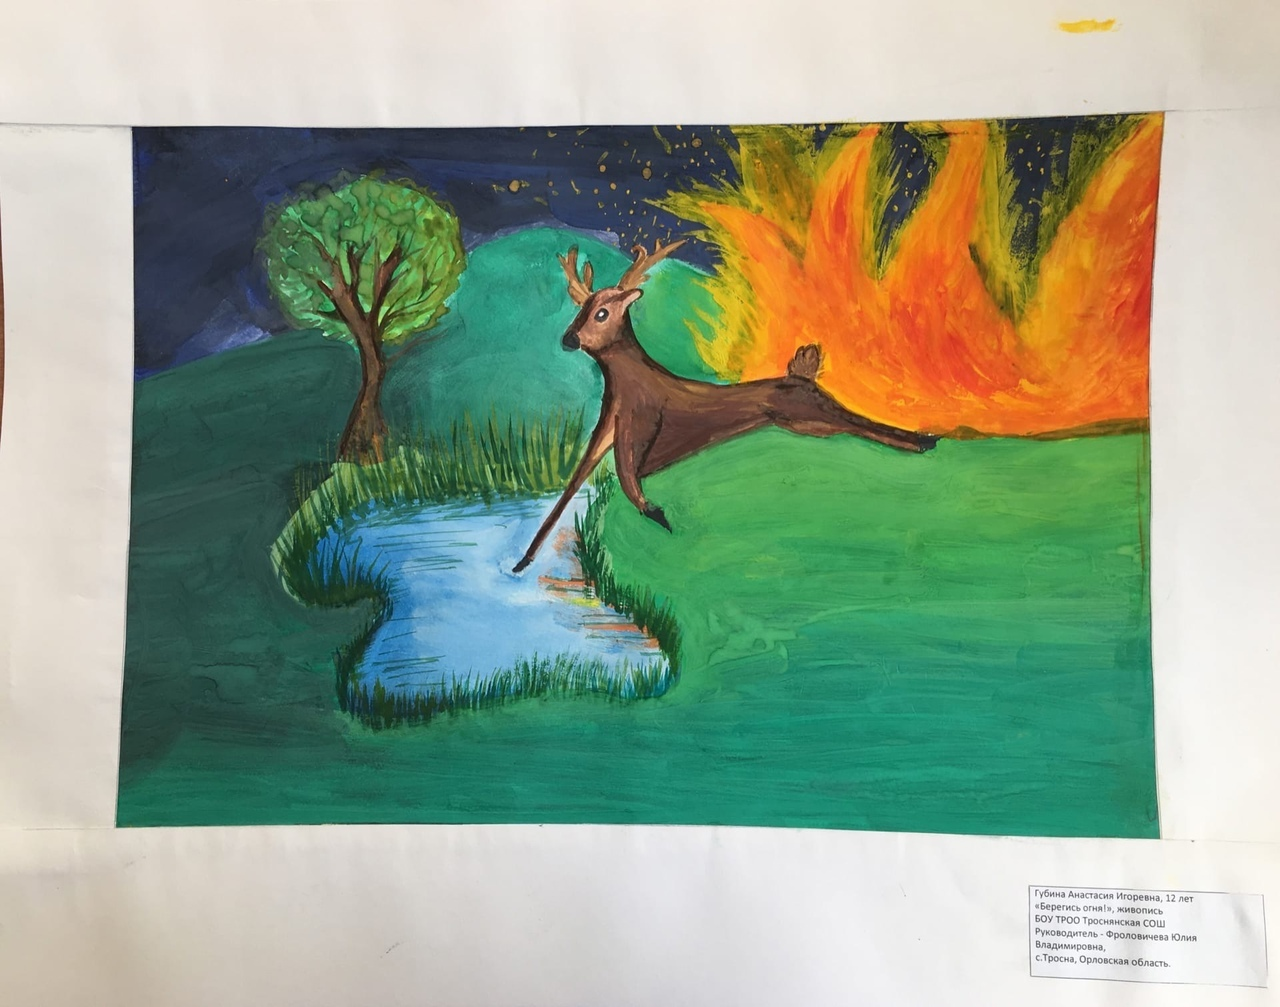 Губина Анастасия Игоревна, 12 лет
«Берегись огня!», живопись
БОУ ТРОО Троснянская СОШ
Руководитель - Фроловичева Юлия
Владимировна,
с.Тросна, Орловская область.